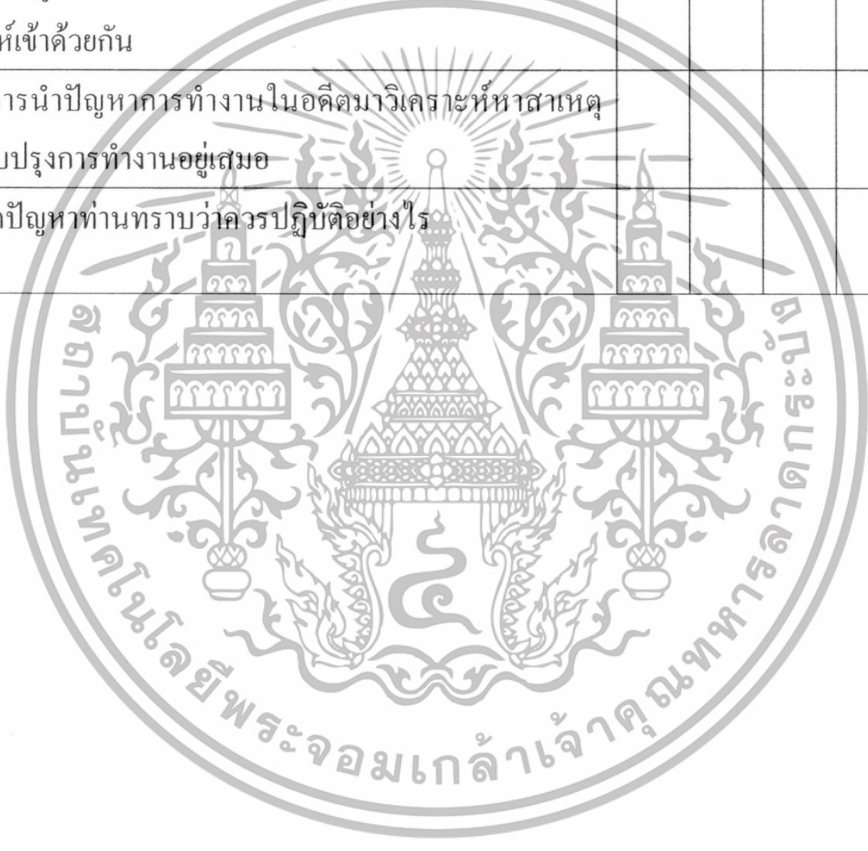 ห์เข้าด้วยกัน
ารนำปัญหาการทำงานในอดีตมาวิเคราะห์หาสาเหตุ
บปรุงการทำงานอยู่เสมอ
ปัญหาท่านทราบว่าควรปฏิบัติอย่างไร
สถาบันเทคโนโลยีพระจอมเกล้าเจ้าคุณทหารลาดกระบัง
๔